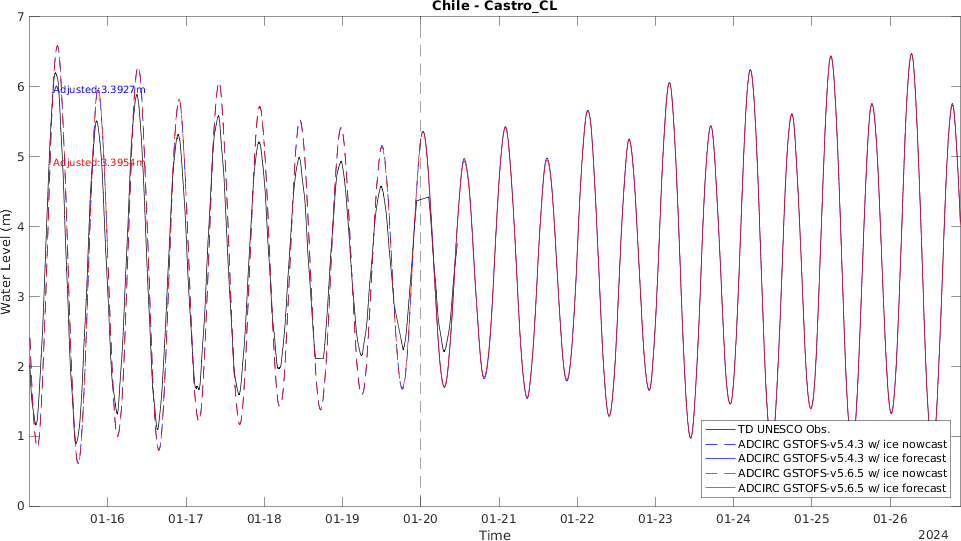 Chile - Castro_CL
7
6
5
4
3
2
1
0
Water Level (m)
Adjusted:3.3927m
Adjusted:3.3954m
TD UNESCO Obs.
ADCIRC GSTOFS-v5.4.3 w/ ice nowcast
ADCIRC GSTOFS-v5.4.3 w/ ice forecast
ADCIRC GSTOFS-v5.6.5 w/ ice nowcast
ADCIRC GSTOFS-v5.6.5 w/ ice forecast
01-16 01-17 01-18 01-19 01-20 01-21 01-22 01-23 01-24 01-25 01-26
Time
2024